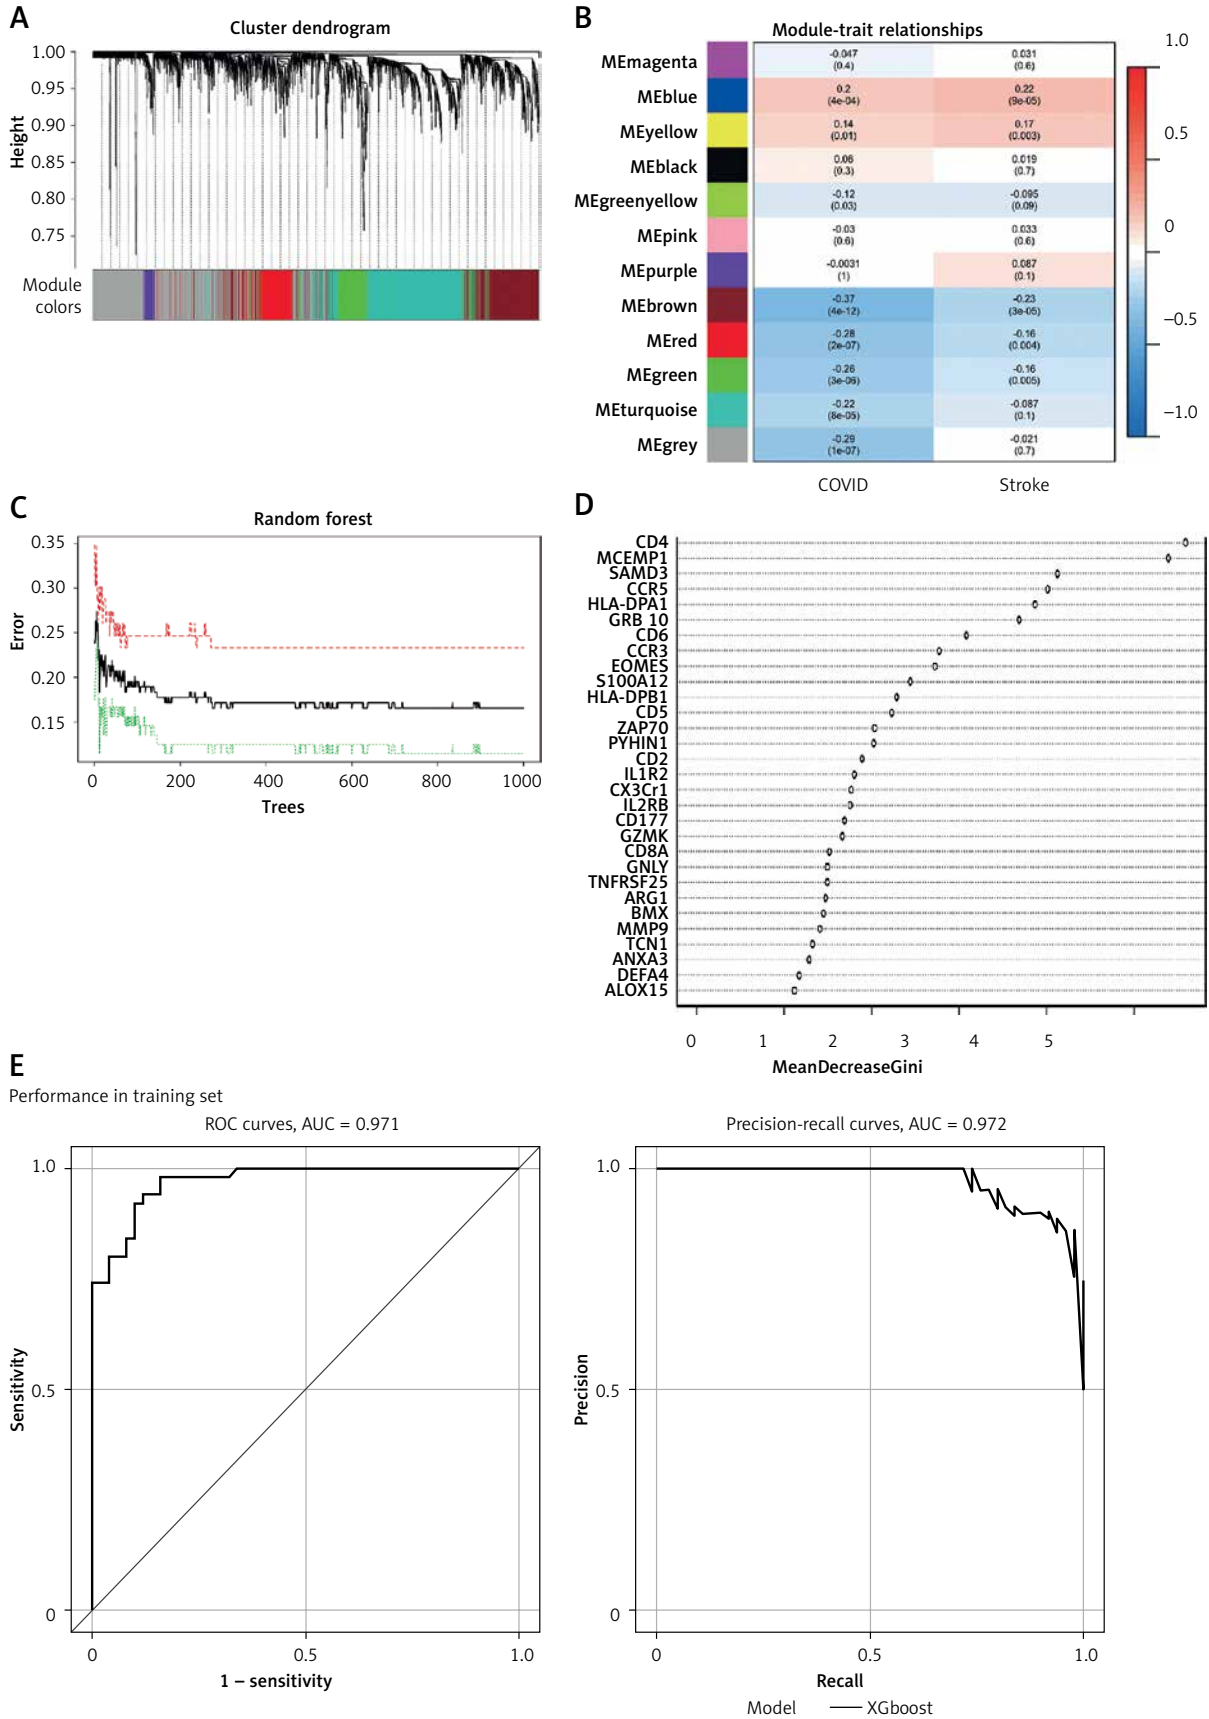 A
Cluster dendrogram
Height
1.00
0.95
0.90
0.85
0.80
0.75
Module
colors
B
Module-trait relationships
MEmagenta
-0.047
(0.4)
0.031
(0.6)
MEblue
0.2
(4e-04)
0.22
(9e-05)
MEyellow
0.14
(0.01)
0.17
(0.003)
MEblack
0.06
(0.3)
0.019
(0.7)
MEgreenyellow
-0.12
(0.03)
-0.095
(0.09)
MEpink
-0.03
(0.6)
0.033
(0.6)
MEpurple
-0.0031
(1)
0.087
(0.1)
MEbrown
-0.37
(4e-12)
-0.23
(3e-05)
MEred
-0.28
(2e-07)
-0.16
(0.004)
MEgreen
-0.26
(3e-06)
-0.16
(0.005)
MEturquoise
-0.22
(8e-05)
-0.087
(0.1)
MEgrey
-0.29
(1e-07)
-0.021
(0.7)
COVID
Stroke
1.0
0.5
0
–0.5
–1.0
C
Random forest
Error
0.35
0.30
0.25
0.20
0.15
0 200 400 600 800 1000
Trees
D
CD4
MCEMP1
SAMD3
CCR5
HLA-DPA1
GRB 10
CD6
CCR3
EOMES
S100A12
HLA-DPB1
CD5
ZAP70
PYHIN1
CD2
IL1R2
CX3Cr1
IL2RB
CD177
GZMK
CD8A
GNLY
TNFRSF25
ARG1
BMX
MMP9
TCN1
ANXA3
DEFA4
ALOX15
0 1 2 3 4 5
MeanDecreaseGini
E
Performance in training set
ROC curves, AUC = 0.971
Sensitivity
1.0
0.5
0
0 0.5 1.0
1 – sensitivity
Precision-recall curves, AUC = 0.972
Precision
1.0
0.5
0
0 0.5 1.0
Recall
Model XGboost